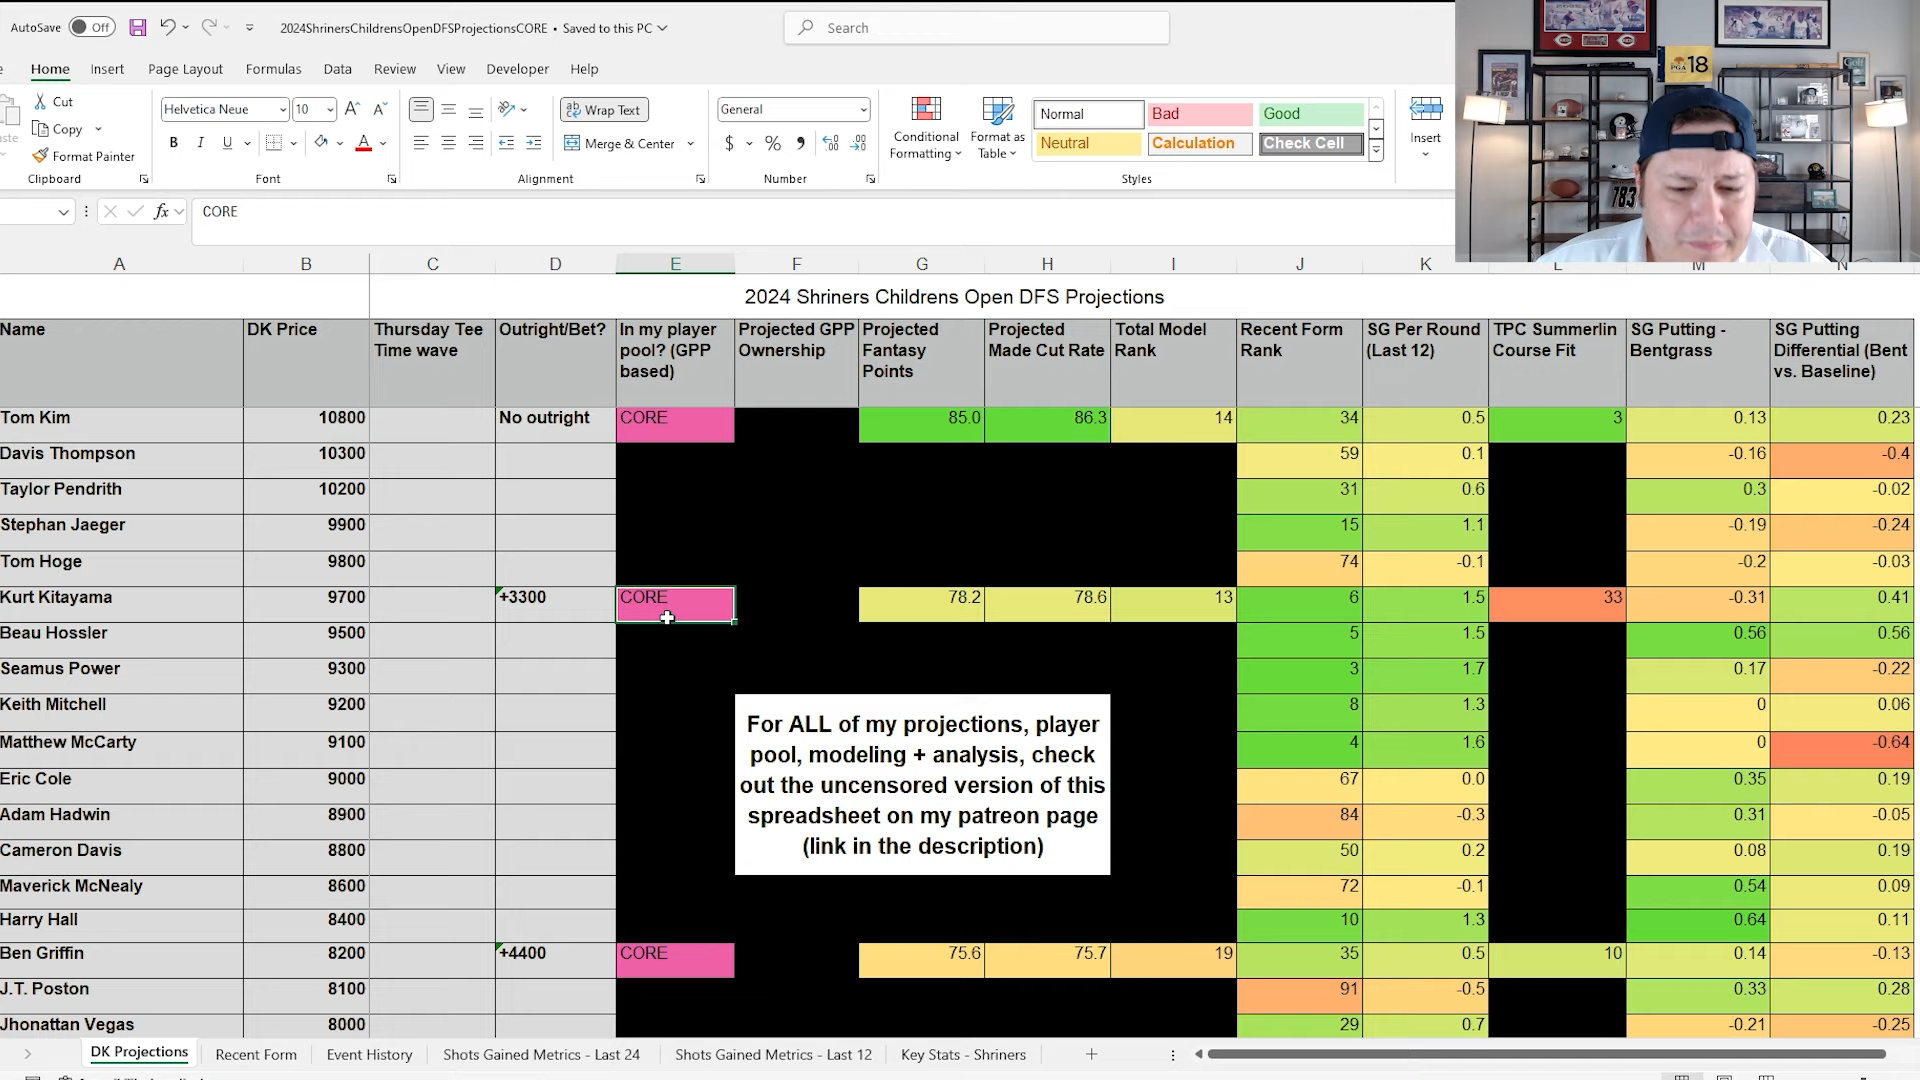 AutoSave Off 2024ShrinersChildrensOpenDFSProjectionsCORE • Saved to this PC Search
Home Insert Page Layout Formulas Data Review View Developer Help
Cut
Copy
Format Painter
Clipboard
Helvetica Neue 10
B I U A
Font
Wrap Text
Merge & Center
Alignment
General
$ % ,
Number
Conditional Formatting
Format as Table
Normal Bad Good
Neutral Calculation Check Cell
Styles
Insert
PGA 18
783
fx CORE
A B C D E F G H I J K L M N
2024 Shriners Childrens Open DFS Projections
Name DK Price Thursday Tee Time wave Outright/Bet? In my player pool? (GPP based) Projected GPP Ownership Projected Fantasy Points Projected Made Cut Rate Total Model Rank Recent Form Rank SG Per Round (Last 12) TPC Summerlin Course Fit SG Putting - Bentgrass SG Putting Differential (Bent vs. Baseline)
Tom Kim 10800 No outright CORE 85.0 86.3 14 34 0.5 3 0.13 0.23
Davis Thompson 10300 59 0.1 -0.16 -0.4
Taylor Pendrith 10200 31 0.6 0.3 -0.02
Stephan Jaeger 9900 15 1.1 -0.19 -0.24
Tom Hoge 9800 74 -0.1 -0.2 -0.03
Kurt Kitayama 9700 +3300 CORE 78.2 78.6 13 6 1.5 33 -0.31 0.41
Beau Hossler 9500 5 1.5 0.56 0.56
Seamus Power 9300 3 1.7 0.17 -0.22
Keith Mitchell 9200 8 1.3 0 0.06
Matthew McCarty 9100 4 1.6 0 -0.64
Eric Cole 9000 67 0.0 0.35 0.19
Adam Hadwin 8900 84 -0.3 0.31 -0.05
Cameron Davis 8800 50 0.2 0.08 0.19
Maverick McNealy 8600 72 -0.1 0.54 0.09
Harry Hall 8400 10 1.3 0.64 0.11
Ben Griffin 8200 +4400 CORE 75.6 75.7 19 35 0.5 10 0.14 -0.13
J.T. Poston 8100 91 -0.5 0.33 0.28
Jhonattan Vegas 8000 29 0.7 -0.21 -0.25
For ALL of my projections, player
pool, modeling + analysis, check
out the uncensored version of this
spreadsheet on my patreon page
(link in the description)
DK Projections Recent Form Event History Shots Gained Metrics - Last 24 Shots Gained Metrics - Last 12 Key Stats - Shriners